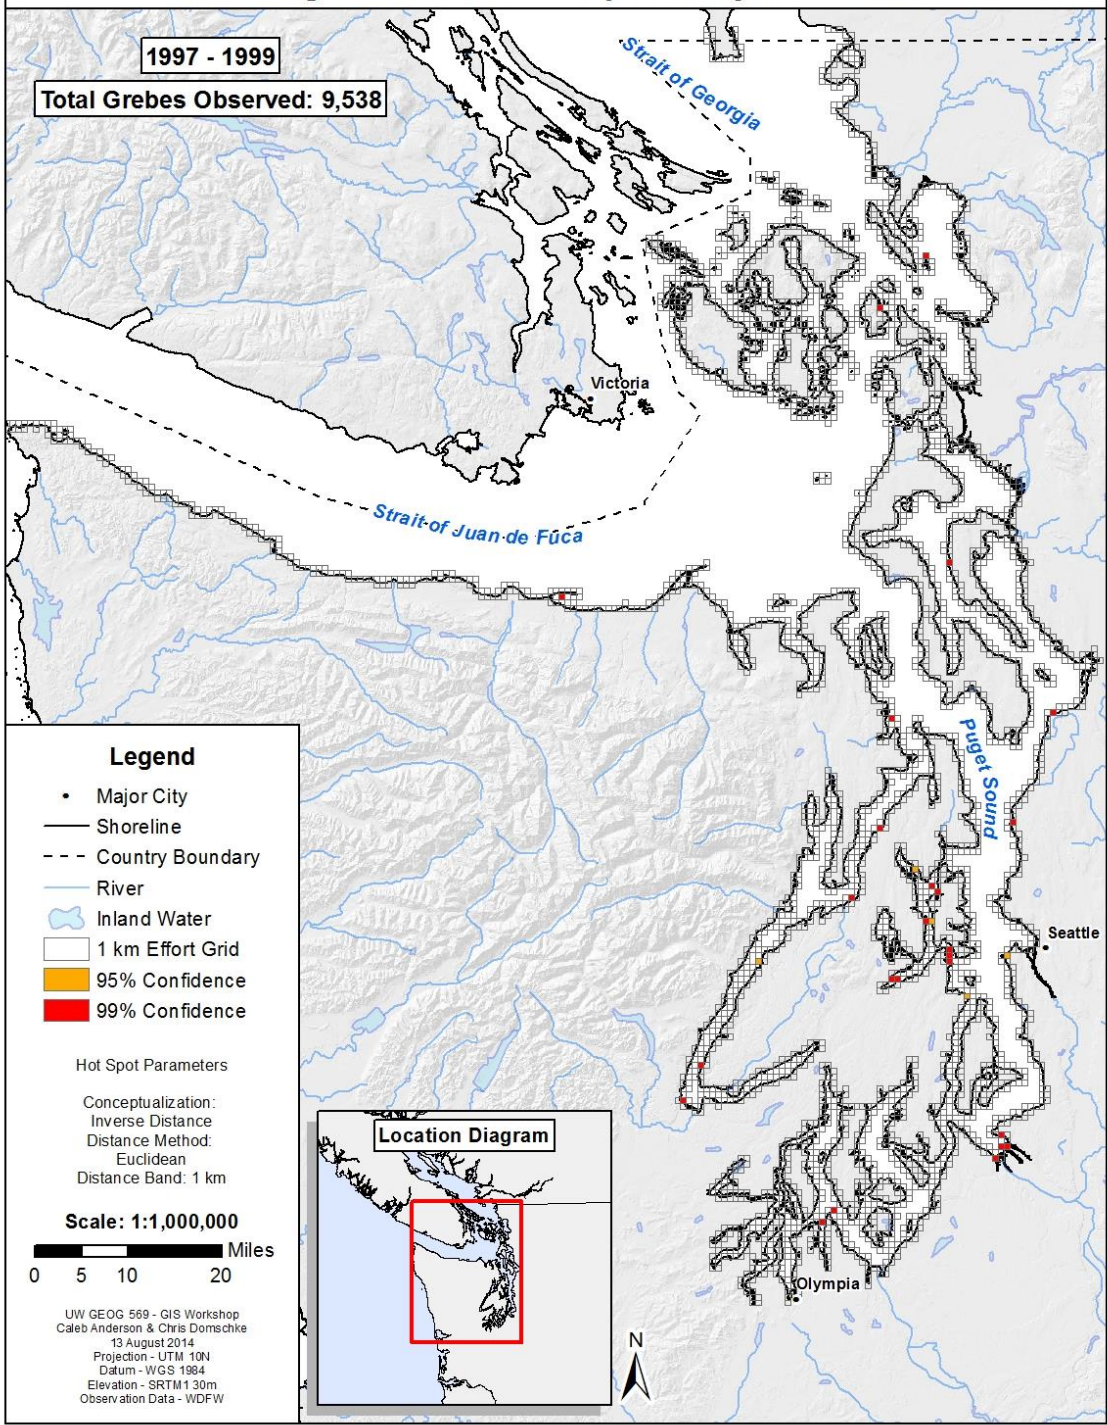 1997 - 1999
Total Grebes Observed: 9,538
Strait of Georgia
Victoria
Strait of Juan de Fuca
Puget Sound
Seattle
Olympia
Legend
Major City
Shoreline
Country Boundary
River
Inland Water
1 km Effort Grid
95% Confidence
99% Confidence
Hot Spot Parameters
Conceptualization:
Inverse Distance
Distance Method:
Euclidean
Distance Band: 1 km
Scale: 1:1,000,000
Miles
0 5 10 20
UW GEOG 569 - GIS Workshop
Caleb Anderson & Chris Domschke
13 August 2014
Projection - UTM 10N
Datum - WGS 1984
Elevation - SRTM1 30m
Observation Data - WDFW
Location Diagram
N